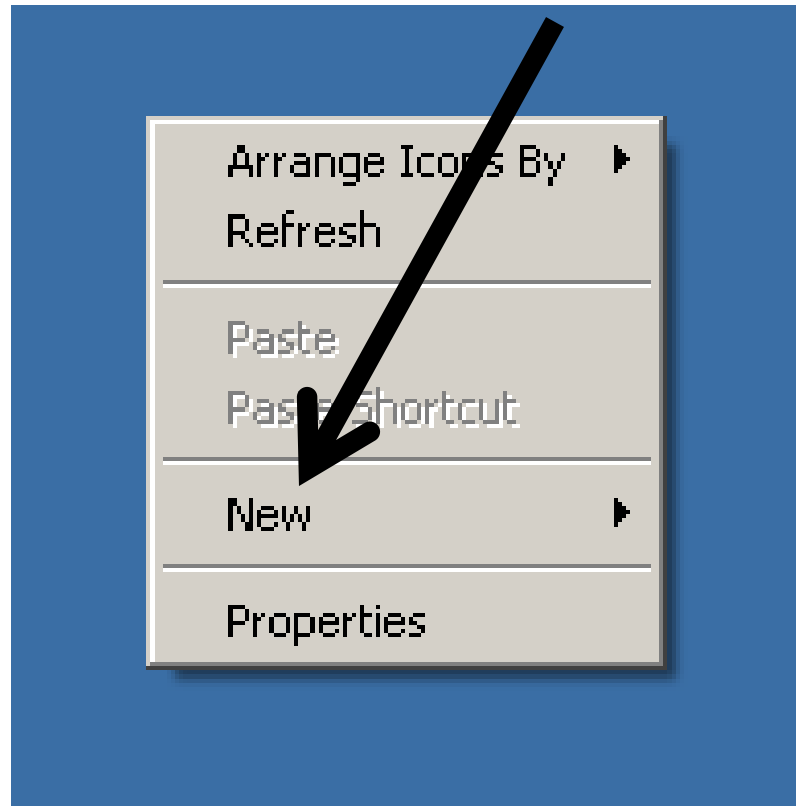 Arrange Icons By
Refresh
Paste
Paste Shortcut
New
Properties